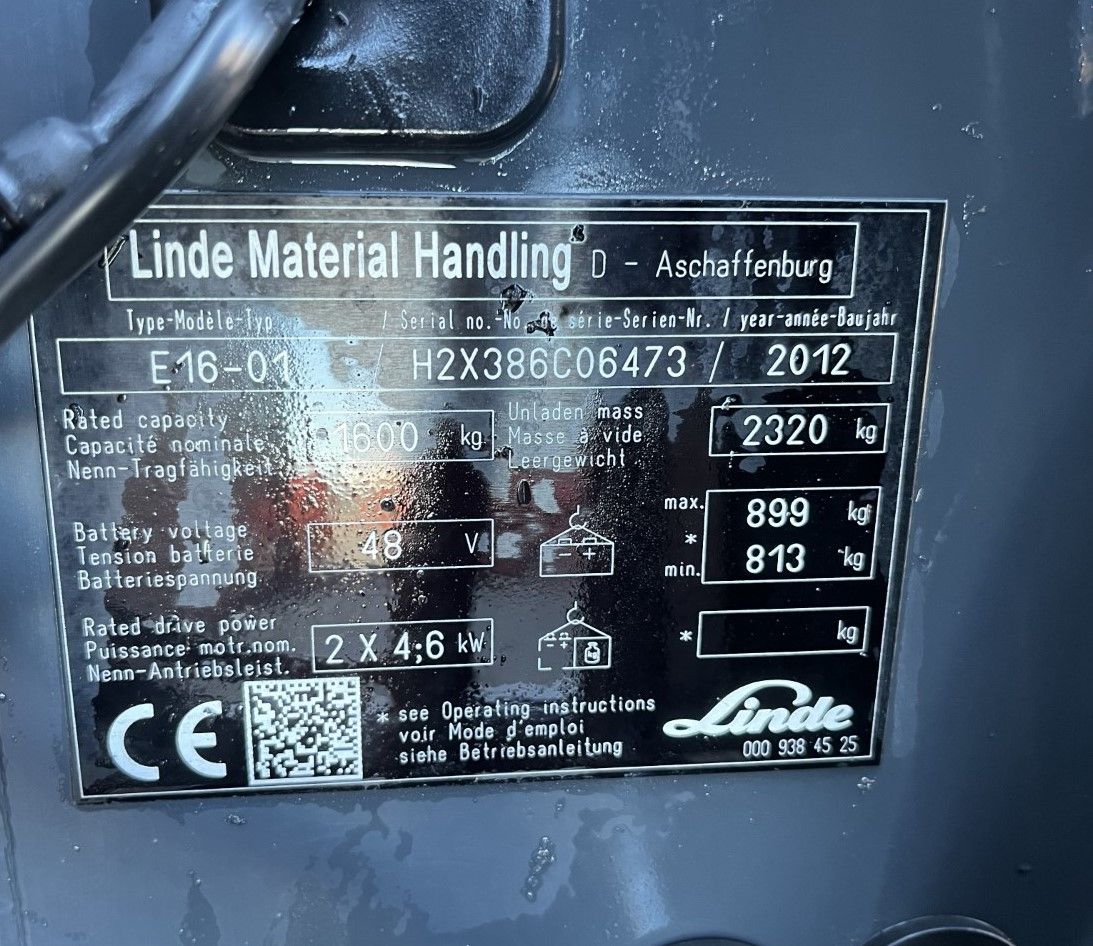 Linde Material Handling D - Aschaffenburg
Type-Modèle-Typ / Serial no.-No. de série-Serien-Nr. / year-année-Baujahr
E16-01 / H2X386C06473 / 2012
Rated capacity
Capacité nominale
Nenn-Tragfähigkeit
1600 kg
Unladen mass
Masse à vide
Leergewicht
2320 kg
Battery voltage
Tension batterie
Batteriespannung
48 V
- +
max.
*
min.
899 kg
813 kg
Rated drive power
Puissance motr.nom.
Nenn-Antriebsleist.
2 X 4;6 kW
- +
kg
* kg
CE
* see Operating instructions
voir Mode d'emploi
siehe Betriebsanleitung
Linde
000 938 45 25